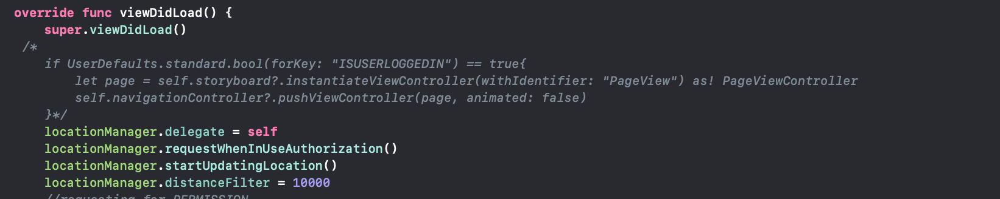 override func viewDidLoad() {
super.viewDidLoad()
/*
if UserDefaults.standard.bool(forKey: "ISUSERLOGGEDIN") == true{
let page = self.storyboard?.instantiateViewController(withIdentifier: "PageView") as! PageViewController
self.navigationController?.pushViewController(page, animated: false)
}*/
locationManager.delegate = self
locationManager.requestWhenInUseAuthorization()
locationManager.startUpdatingLocation()
locationManager.distanceFilter = 10000
//requesting for PERMISSION